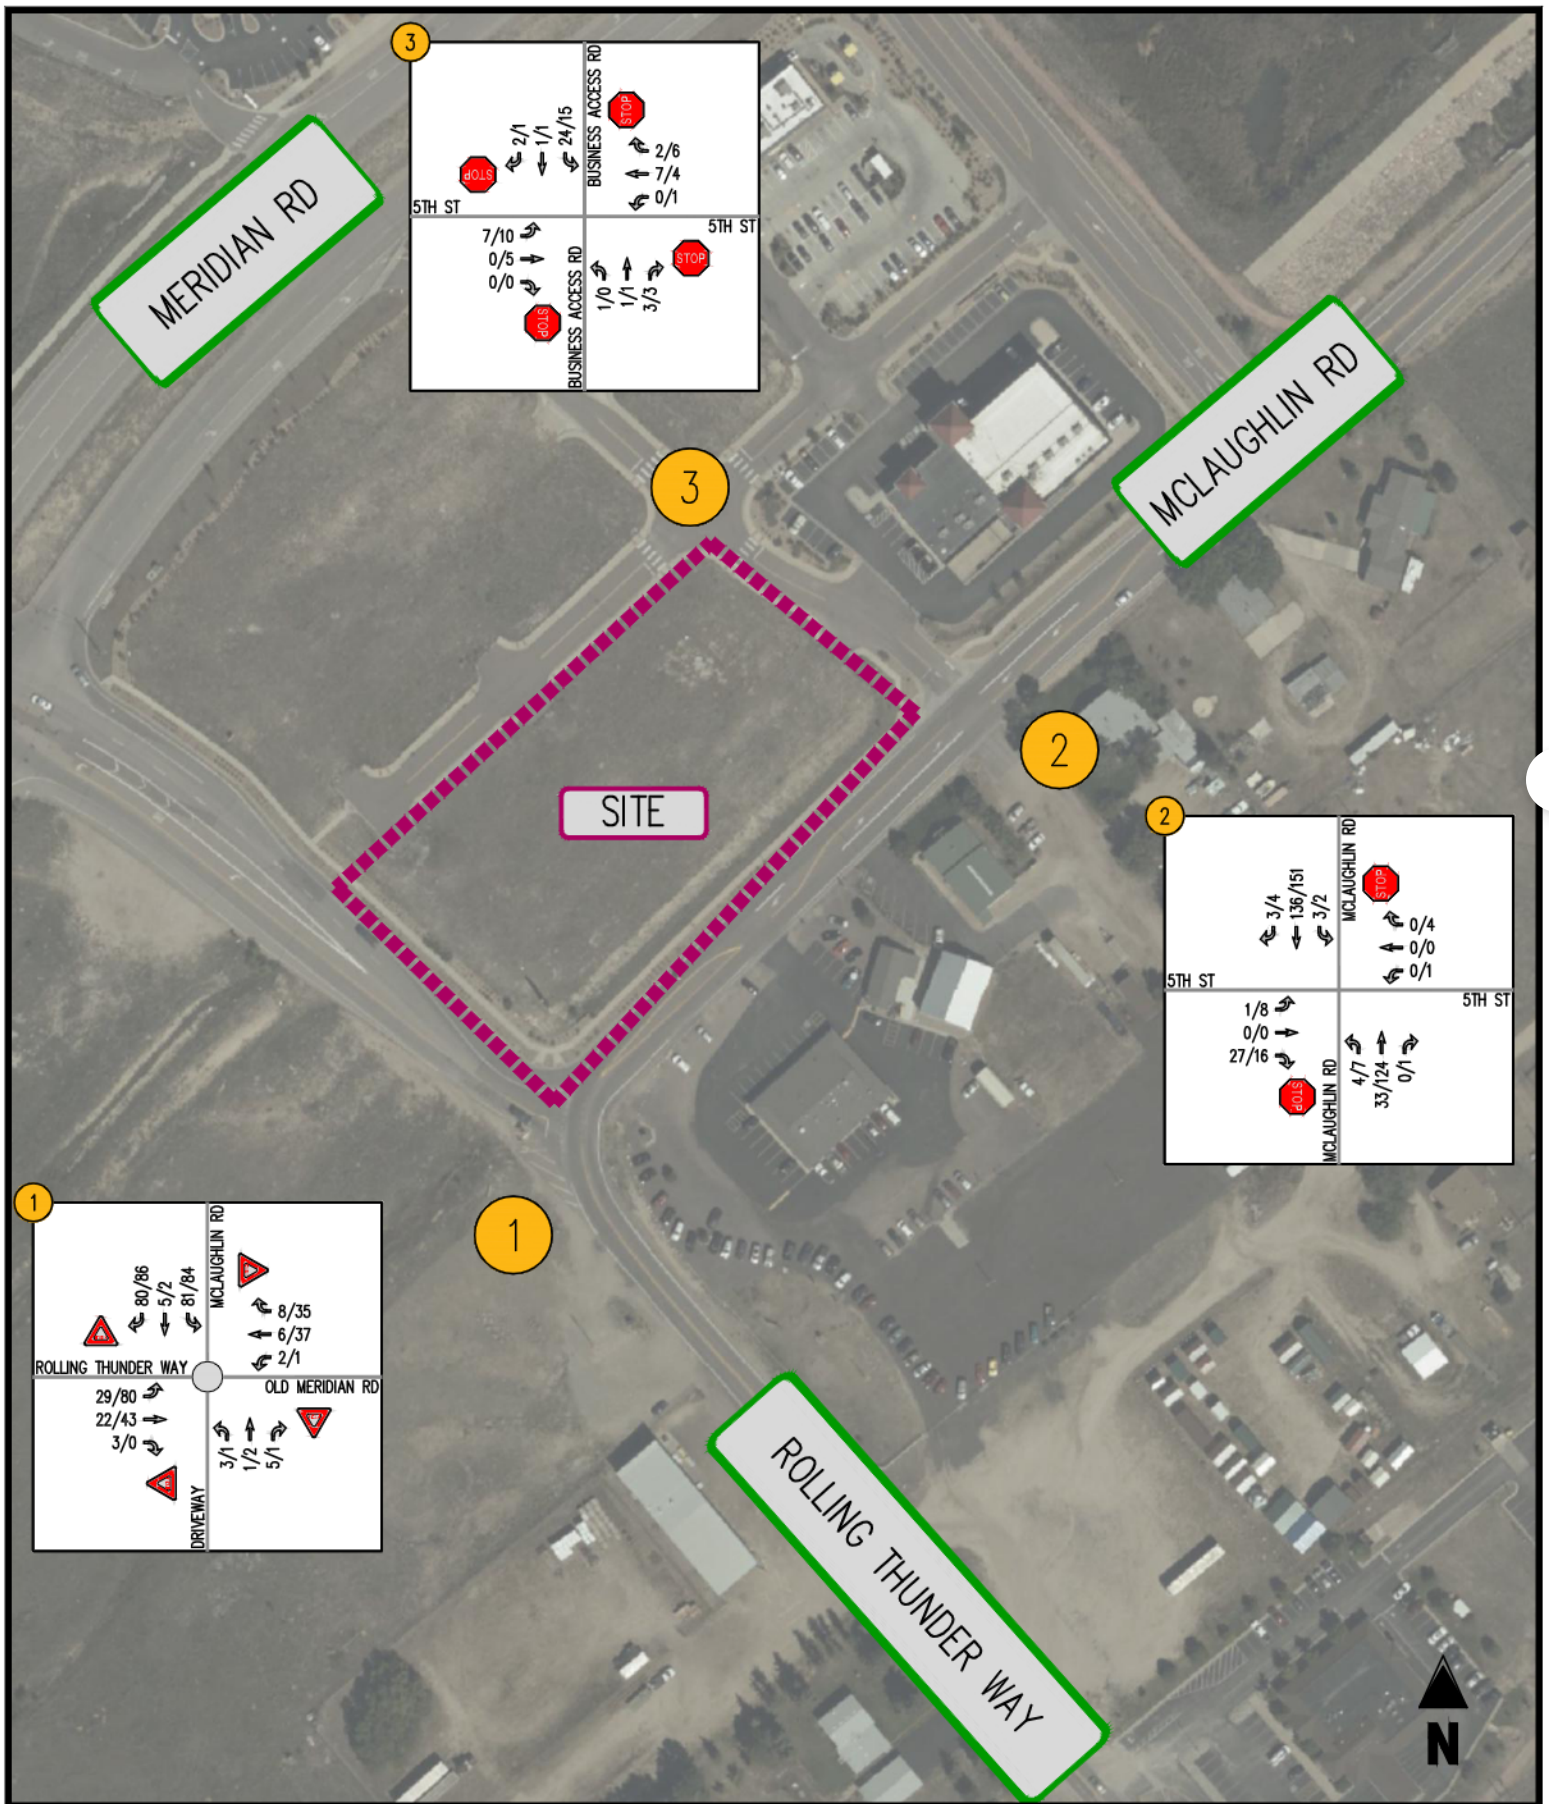 3
BUSINESS ACCESS RD
STOP
2/1
1/1
24/15
2/6
7/4
0/1
STOP
5TH ST
5TH ST
7/10
0/5
0/0
STOP
BUSINESS ACCESS RD
1/0
1/1
3/3
STOP
MERIDIAN RD
MCLAUGHLIN RD
3
2
SITE
2
MCLAUGHLIN RD
STOP
3/4
136/151
3/2
0/4
0/0
0/1
5TH ST
5TH ST
1/8
0/0
27/16
STOP
MCLAUGHLIN RD
4/7
33/124
0/1
1
1
MCLAUGHLIN RD
80/86
5/2
81/84
8/35
6/37
2/1
ROLLING THUNDER WAY
OLD MERIDIAN RD
29/80
22/43
3/0
DRIVEWAY
3/1
1/2
5/1
ROLLING THUNDER WAY
N